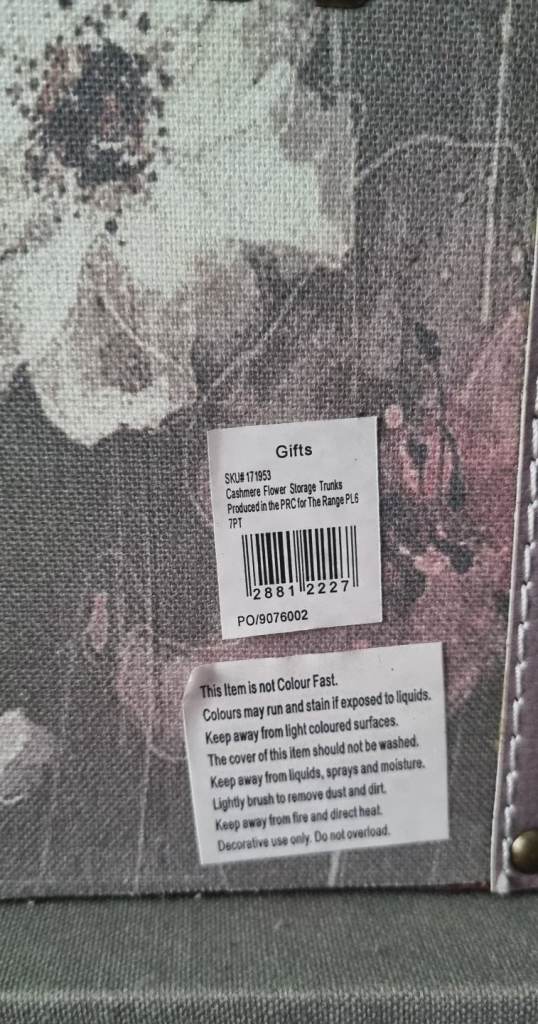 Gifts
SKU# 171953
Cashmere Flower Storage Trunks
Produced in the PRC for The Range PL6
7PT
2881 2227
PO/9076002
This Item is not Colour Fast.
Colours may run and stain if exposed to liquids.
Keep away from light coloured surfaces.
The cover of this item should not be washed.
Keep away from liquids, sprays and moisture.
Lightly brush to remove dust and dirt.
Keep away from fire and direct heat.
Decorative use only. Do not overload.